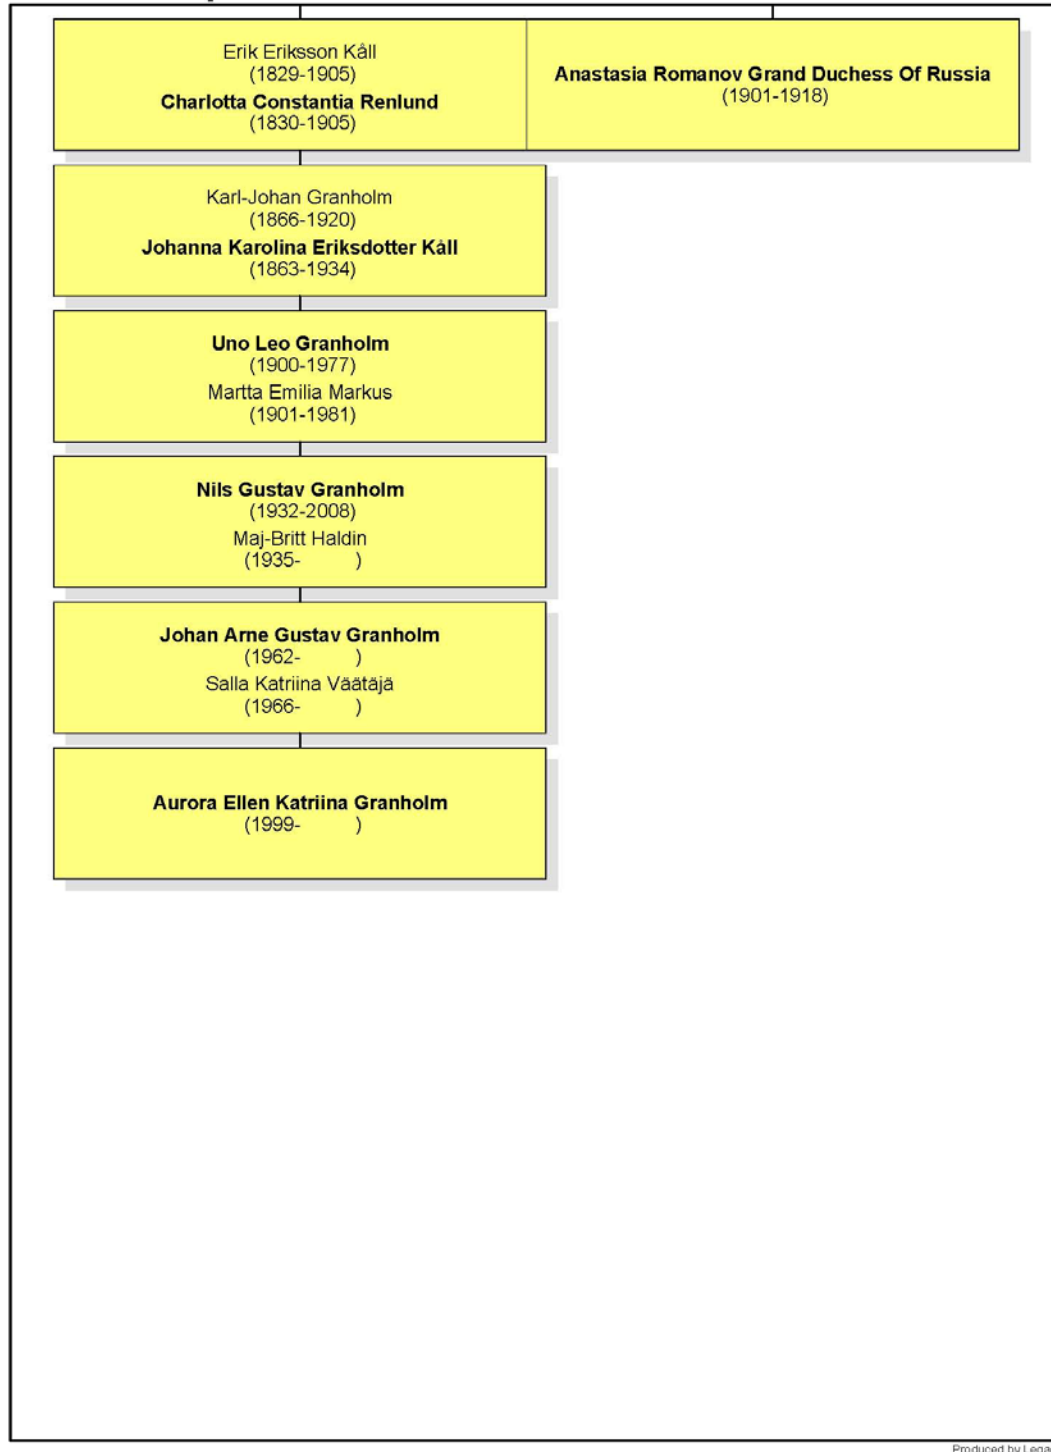 Erik Eriksson Kåll
(1829-1905)
Charlotta Constantia Renlund
(1830-1905)
Anastasia Romanov Grand Duchess Of Russia
(1901-1918)
Karl-Johan Granholm
(1866-1920)
Johanna Karolina Eriksdotter Kåll
(1863-1934)
Uno Leo Granholm
(1900-1977)
Martta Emilia Markus
(1901-1981)
Nils Gustav Granholm
(1932-2008)
Maj-Britt Haldin
(1935- )
Johan Arne Gustav Granholm
(1962- )
Salla Katriina Väätäjä
(1966- )
Aurora Ellen Katriina Granholm
(1999- )
Produced by Lega